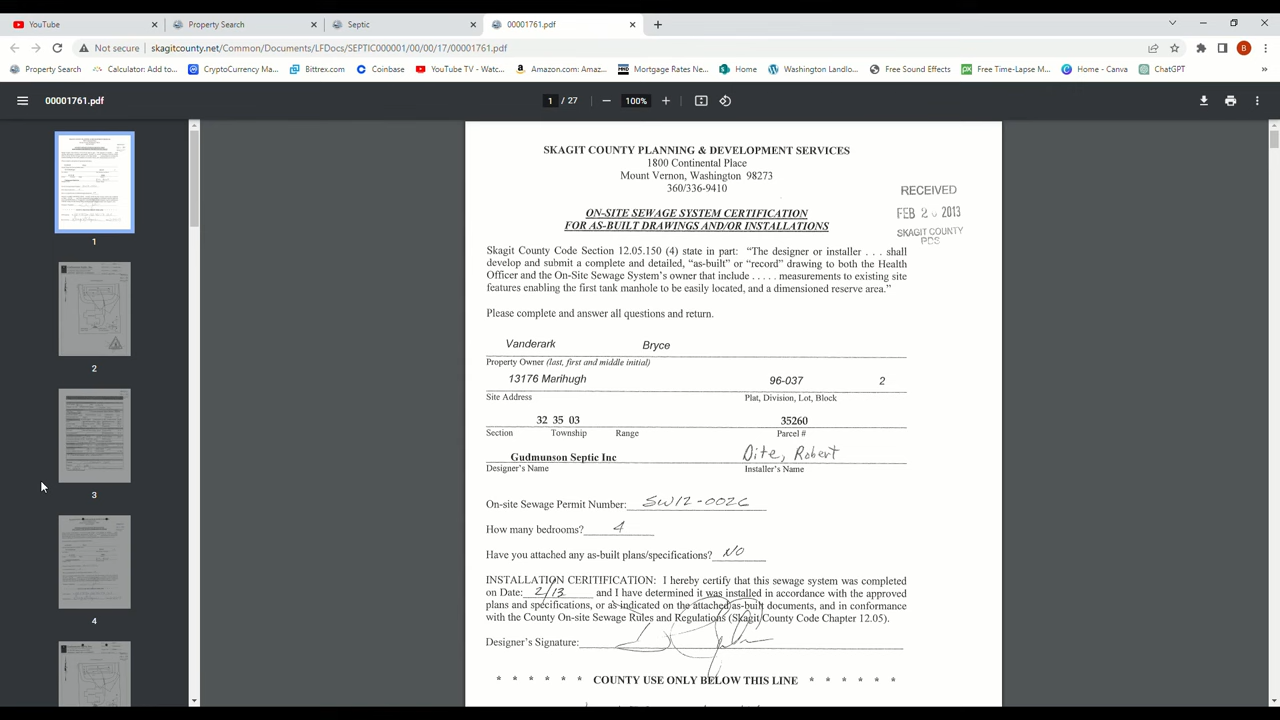 YouTube
Property Search
Septic
00001761.pdf
Not secure
skagitcounty.net/Common/Documents/LFDocs/SEPTIC000001/00/00/17/00001761.pdf
B
Property Search
Calculator: Add to...
CryptoCurrency Ma...
Bittrex.com
Coinbase
YouTube TV - Watc...
Amazon.com: Amaz...
Mortgage Rates Ne...
Home
Washington Landlo...
Free Sound Effects
Free Time-Lapse M...
Home - Canva
ChatGPT
»
00001761.pdf
1 / 27
100%
1
2
3
4
SKAGIT COUNTY PLANNING & DEVELOPMENT SERVICES
1800 Continental Place
Mount Vernon, Washington 98273
360/336-9410
RECEIVED
FEB 2 2013
SKAGIT COUNTY
PDS
ON-SITE SEWAGE SYSTEM CERTIFICATION
FOR AS-BUILT DRAWINGS AND/OR INSTALLATIONS
Skagit County Code Section 12.05.150 (4) state in part: “The designer or installer . . . shall
develop and submit a complete and detailed, “as-built” or “record” drawing to both the Health
Officer and the On-Site Sewage System’s owner that include . . . . . measurements to existing site
features enabling the first tank manhole to be easily located, and a dimensioned reserve area.”
Please complete and answer all questions and return.
Vanderark Bryce
Property Owner (last, first and middle initial)
13176 Marihugh 96-037 2
Site Address Plat, Division, Lot, Block
32 35 03 35260
Section Township Range Parcel #
Gudmunson Septic Inc Dite, Robert
Designer’s Name Installer’s Name
On-site Sewage Permit Number: SW12-0026
How many bedrooms? 4
Have you attached any as-built plans/specifications? NO
INSTALLATION CERITIFICATION: I hereby certify that this sewage system was completed
on Date: 2/13 and I have determined it was installed in accordance with the approved
plans and specifications, or as indicated on the attached as-built documents, and in conformance
with the County On-site Sewage Rules and Regulations (Skagit County Code Chapter 12.05).
Designer’s Signature:
* * * * * * COUNTY USE ONLY BELOW THIS LINE * * * * * *